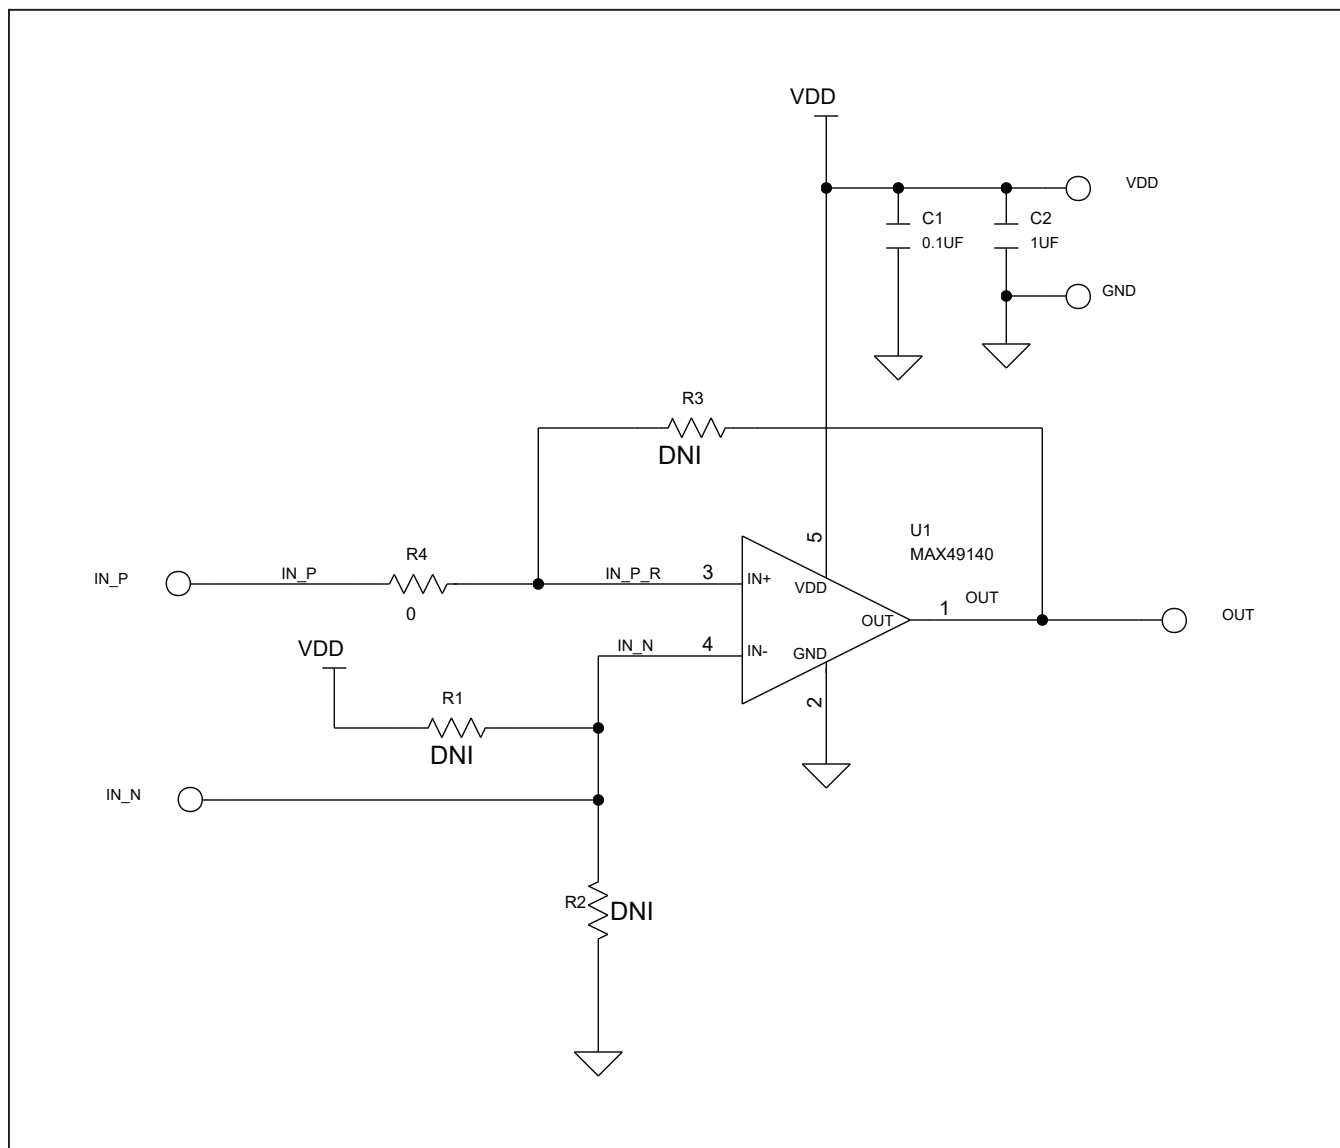 VDD
VDD
C1
0.1UF
C2
1UF
GND
R3
DNI
5
U1
MAX49140
R4
IN_P
IN_P
0
IN_P_R
3
IN+
VDD
OUT
1
OUT
OUT
VDD
IN_N
4
IN-
GND
2
R1
DNI
IN_N
R2
DNI